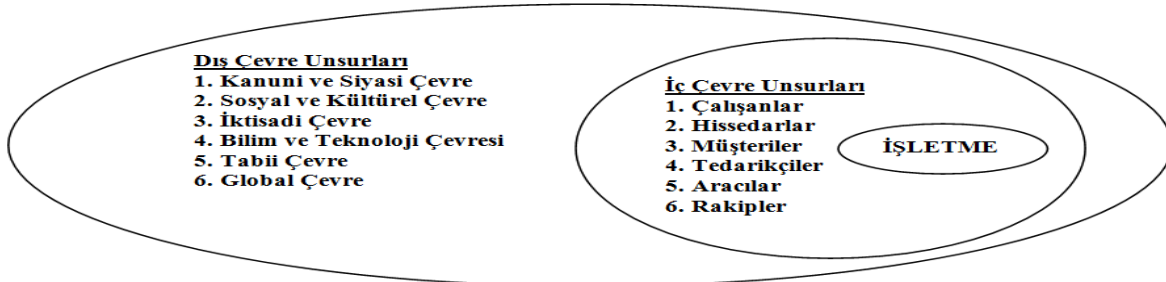 Dış Çevre Unsurları
1. Kanuni ve Siyasi Çevre
2. Sosyal ve Kültürel Çevre
3. İktisadi Çevre
4. Bilim ve Teknoloji Çevresi
5. Tabii Çevre
6. Global Çevre
İç Çevre Unsurları
1. Çalışanlar
2. Hissedarlar
3. Müşteriler
4. Tedarikçiler
5. Aracılar
6. Rakipler
İŞLETME